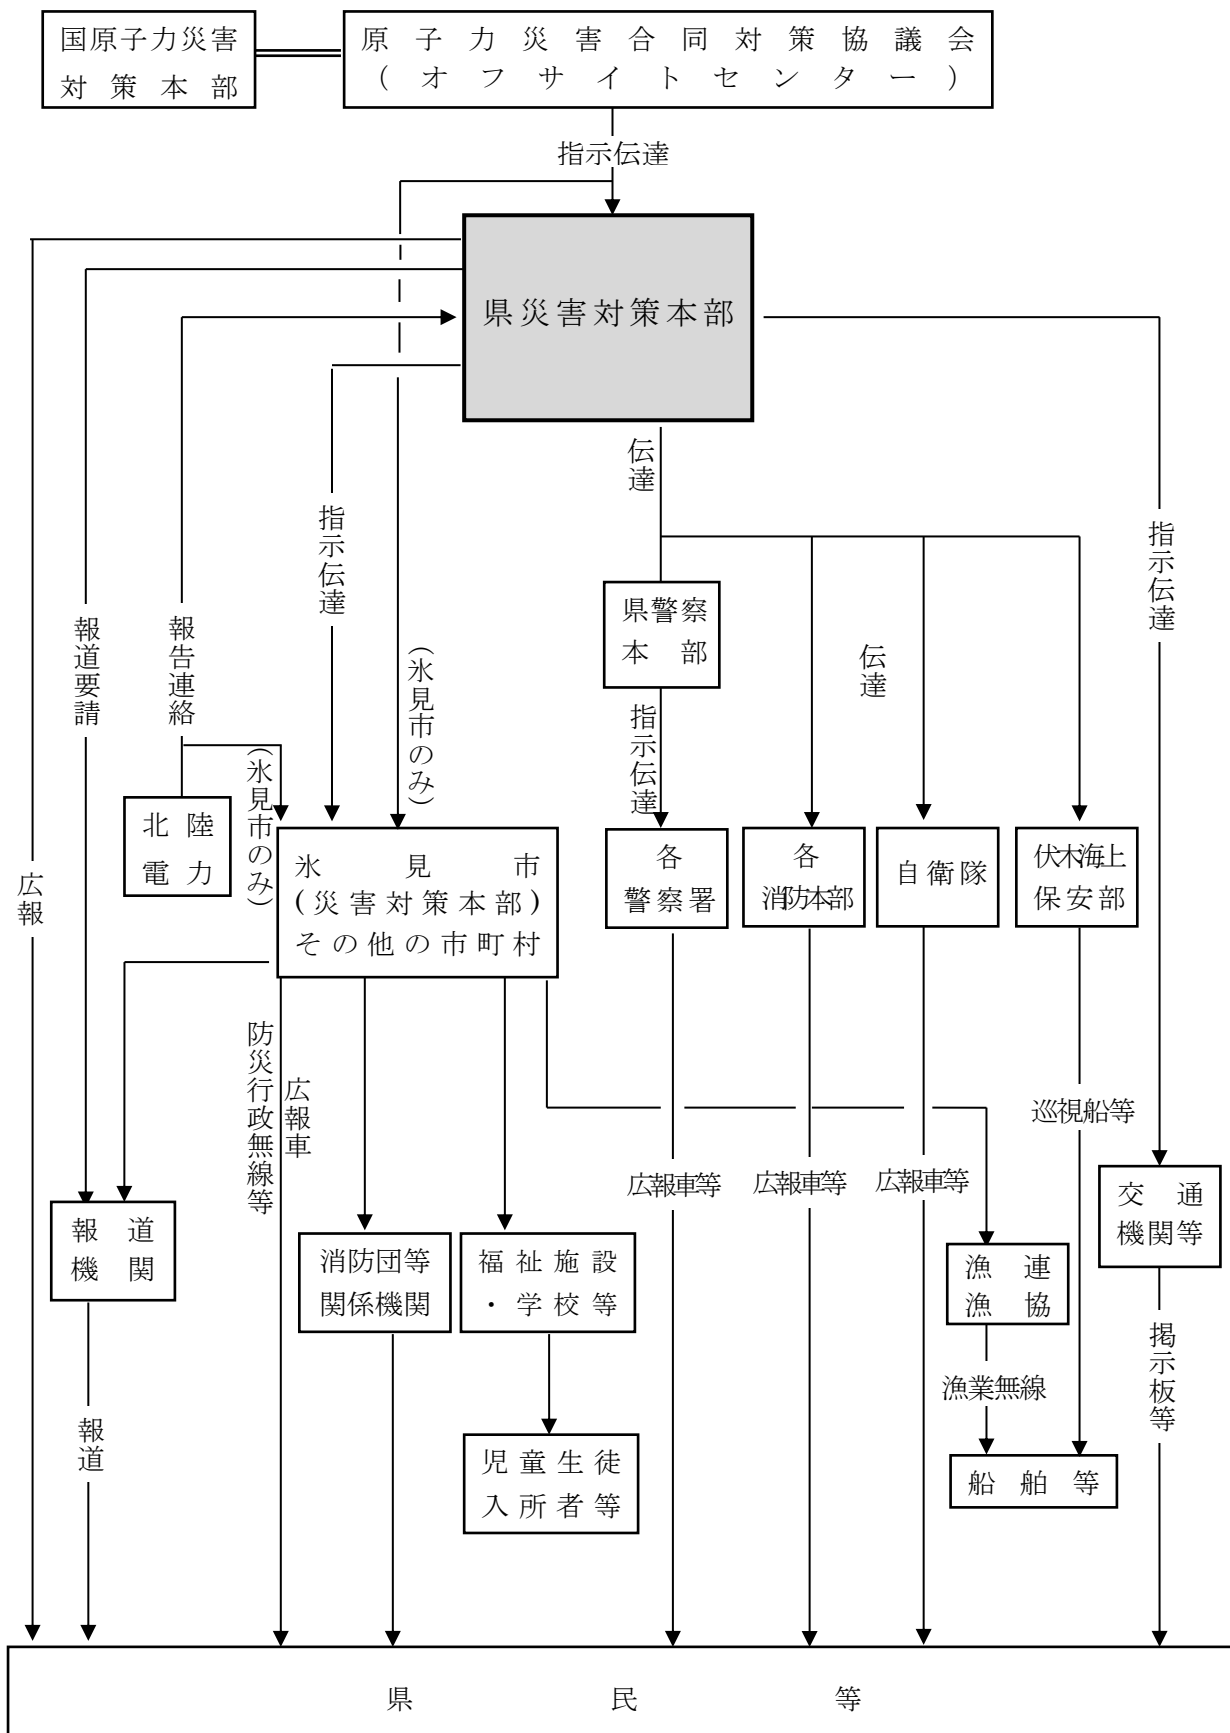 国原子力災害
対策本部
原子力災害合同対策協議会
(オフサイトセンター)
指示伝達
県災害対策本部
伝達
指示伝達
指示伝達
報道要請
報告連絡
(氷見市のみ)
(氷見市のみ)
県警察
本部
伝達
指示伝達
北陸
電力
広報
氷見市
(災害対策本部)
その他の市町村
各
警察署
各
消防本部
自衛隊
伏木海上
保安部
防災行政無線等
広報車
巡視船等
広報車等
広報車等
広報車等
報道
機関
消防団等
関係機関
福祉施設
・学校等
漁連
漁協
交通
機関等
漁業無線
掲示板等
報道
児童生徒
入所者等
船舶等
県民等